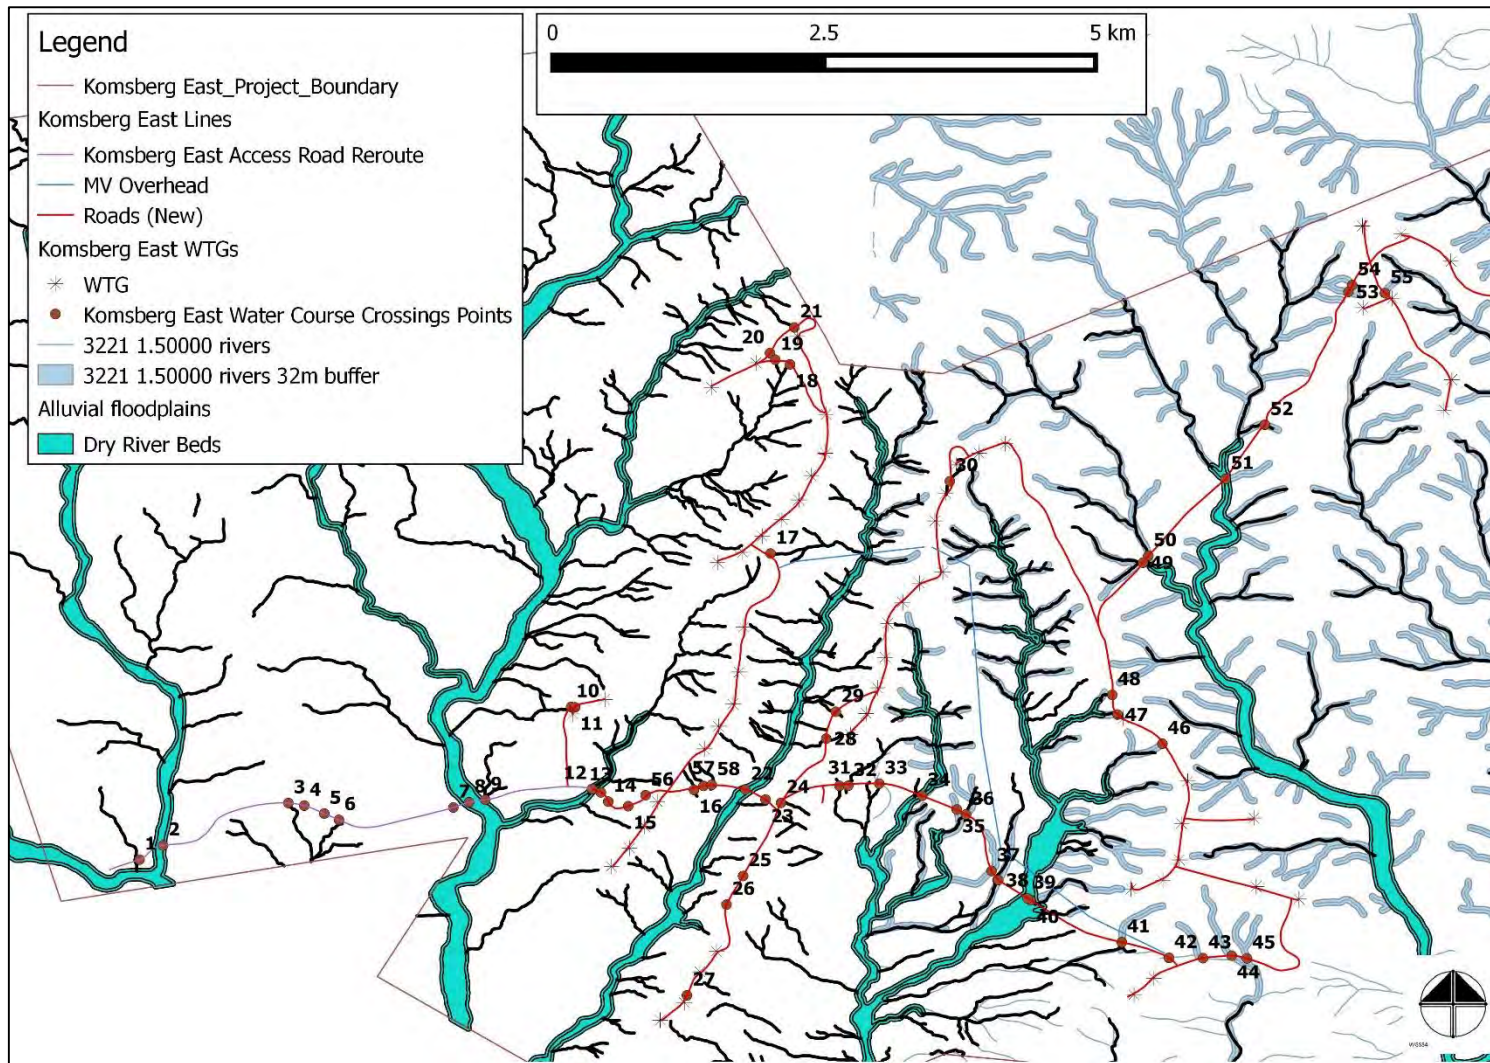 Legend
Komsberg East_Project_Boundary
Komsberg East Lines
Komsberg East Access Road Reroute
MV Overhead
Roads (New)
Komsberg East WTGs
WTG
Komsberg East Water Course Crossings Points
3221 1.50000 rivers
3221 1.50000 rivers 32m buffer
Alluvial floodplains
Dry River Beds
0 2.5 5 km
54
53 55
21
20 19
18
52
30 51
17
50
49
10
11
29
28
48
47 46
12 13
14 56
57 58
16
22
24
23
31 32 33
34
36
35
3 4
5 6
7 8 9
15
1 2
25
26
37
38 39
40
41
42 43 45
44
27